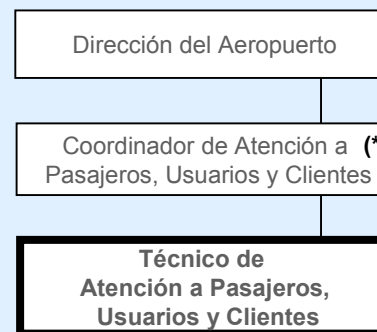 Dirección del Aeropuerto
Coordinador de Atención a (*
Pasajeros, Usuarios y Clientes
Técnico de
Atención a Pasajeros,
Usuarios y Clientes